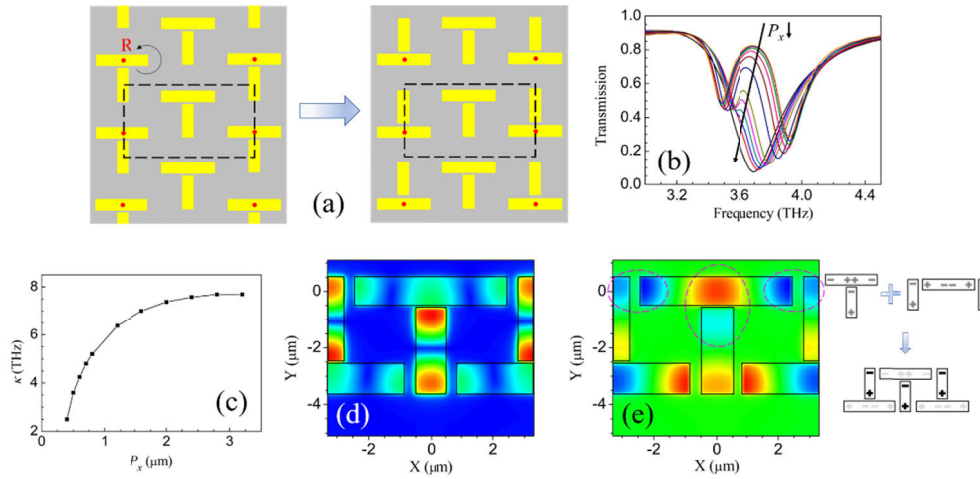 R
(a)
1.0
0.8
0.6
0.4
0.2
0.0
Transmission
3.0
3.6
4.2
4.4
Frequency (THz)
Pₓ↓
(b)
8
6
4
2
κ (THz)
0
1
2
3
Pₓ (μm)
(c)
0
-2
-4
Y (μm)
-2
0
2
X (μm)
(d)
0
-2
-4
Y (μm)
-2
0
2
X (μm)
(e)